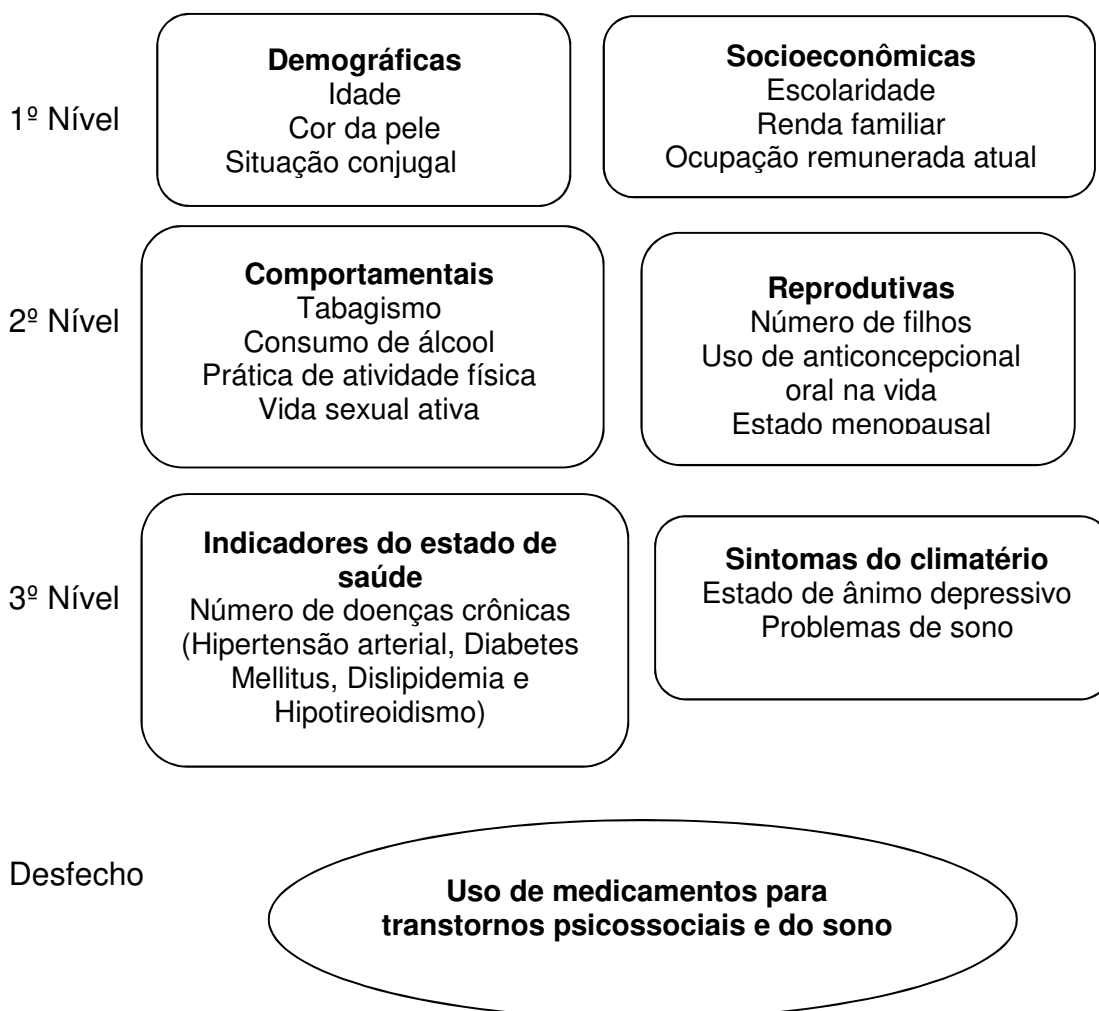 1º Nível
Demográficas
Idade
Cor da pele
Situação conjugal
Socioeconômicas
Escolaridade
Renda familiar
Ocupação remunerada atual
2º Nível
Comportamentais
Tabagismo
Consumo de álcool
Prática de atividade física
Vida sexual ativa
Reprodutivas
Número de filhos
Uso de anticoncepcional
oral na vida
Estado menopausal
3º Nível
Indicadores do estado de
saúde
Número de doenças crônicas
(Hipertensão arterial, Diabetes
Mellitus, Dislipidemia e
Hipotireoidismo)
Sintomas do climatério
Estado de ânimo depressivo
Problemas de sono
Desfecho
Uso de medicamentos para
transtornos psicossociais e do sono